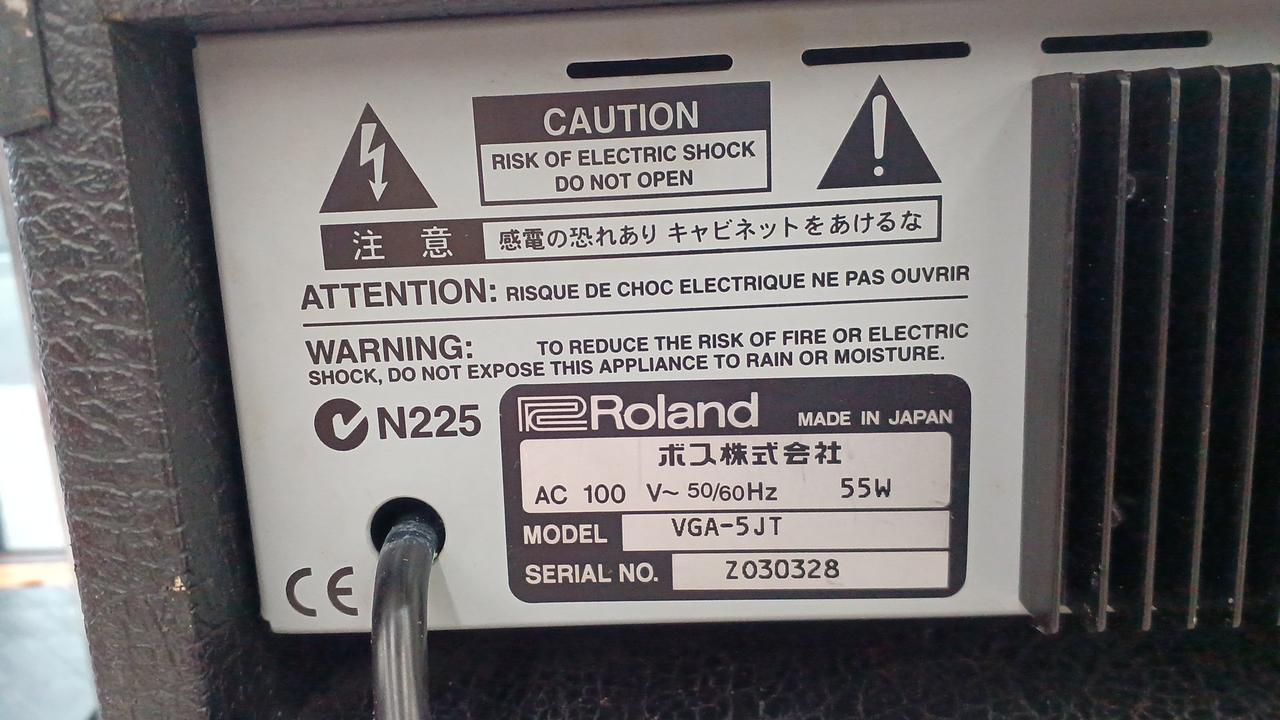 CAUTION
RISK OF ELECTRIC SHOCK
DO NOT OPEN
注 意 感電の恐れあり キャビネットをあけるな
ATTENTION: RISQUE DE CHOC ELECTRIQUE NE PAS OUVRIR
WARNING: TO REDUCE THE RISK OF FIRE OR ELECTRIC
SHOCK, DO NOT EXPOSE THIS APPLIANCE TO RAIN OR MOISTURE.
N225
Roland MADE IN JAPAN
ボス株式会社
AC 100 V~ 50/60Hz 55W
MODEL VGA-5JT
SERIAL NO. Z030328
CE